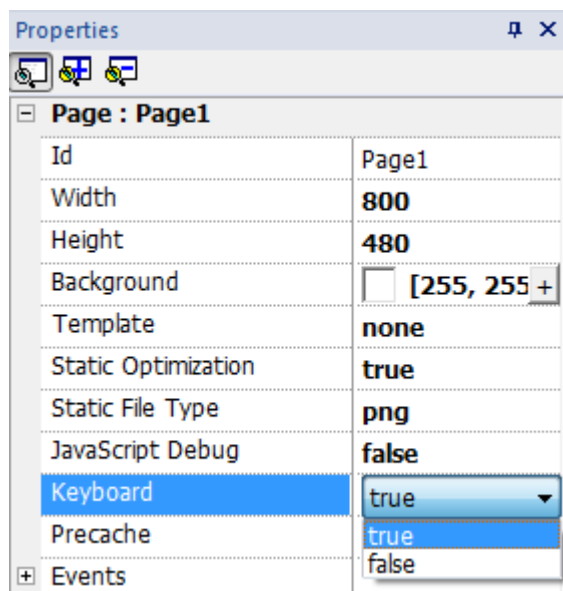 Properties
Page : Page1
Id Page1
Width 800
Height 480
Background [255, 255 +
Template none
Static Optimization true
Static File Type png
JavaScript Debug false
Keyboard true
Precache true
Events false